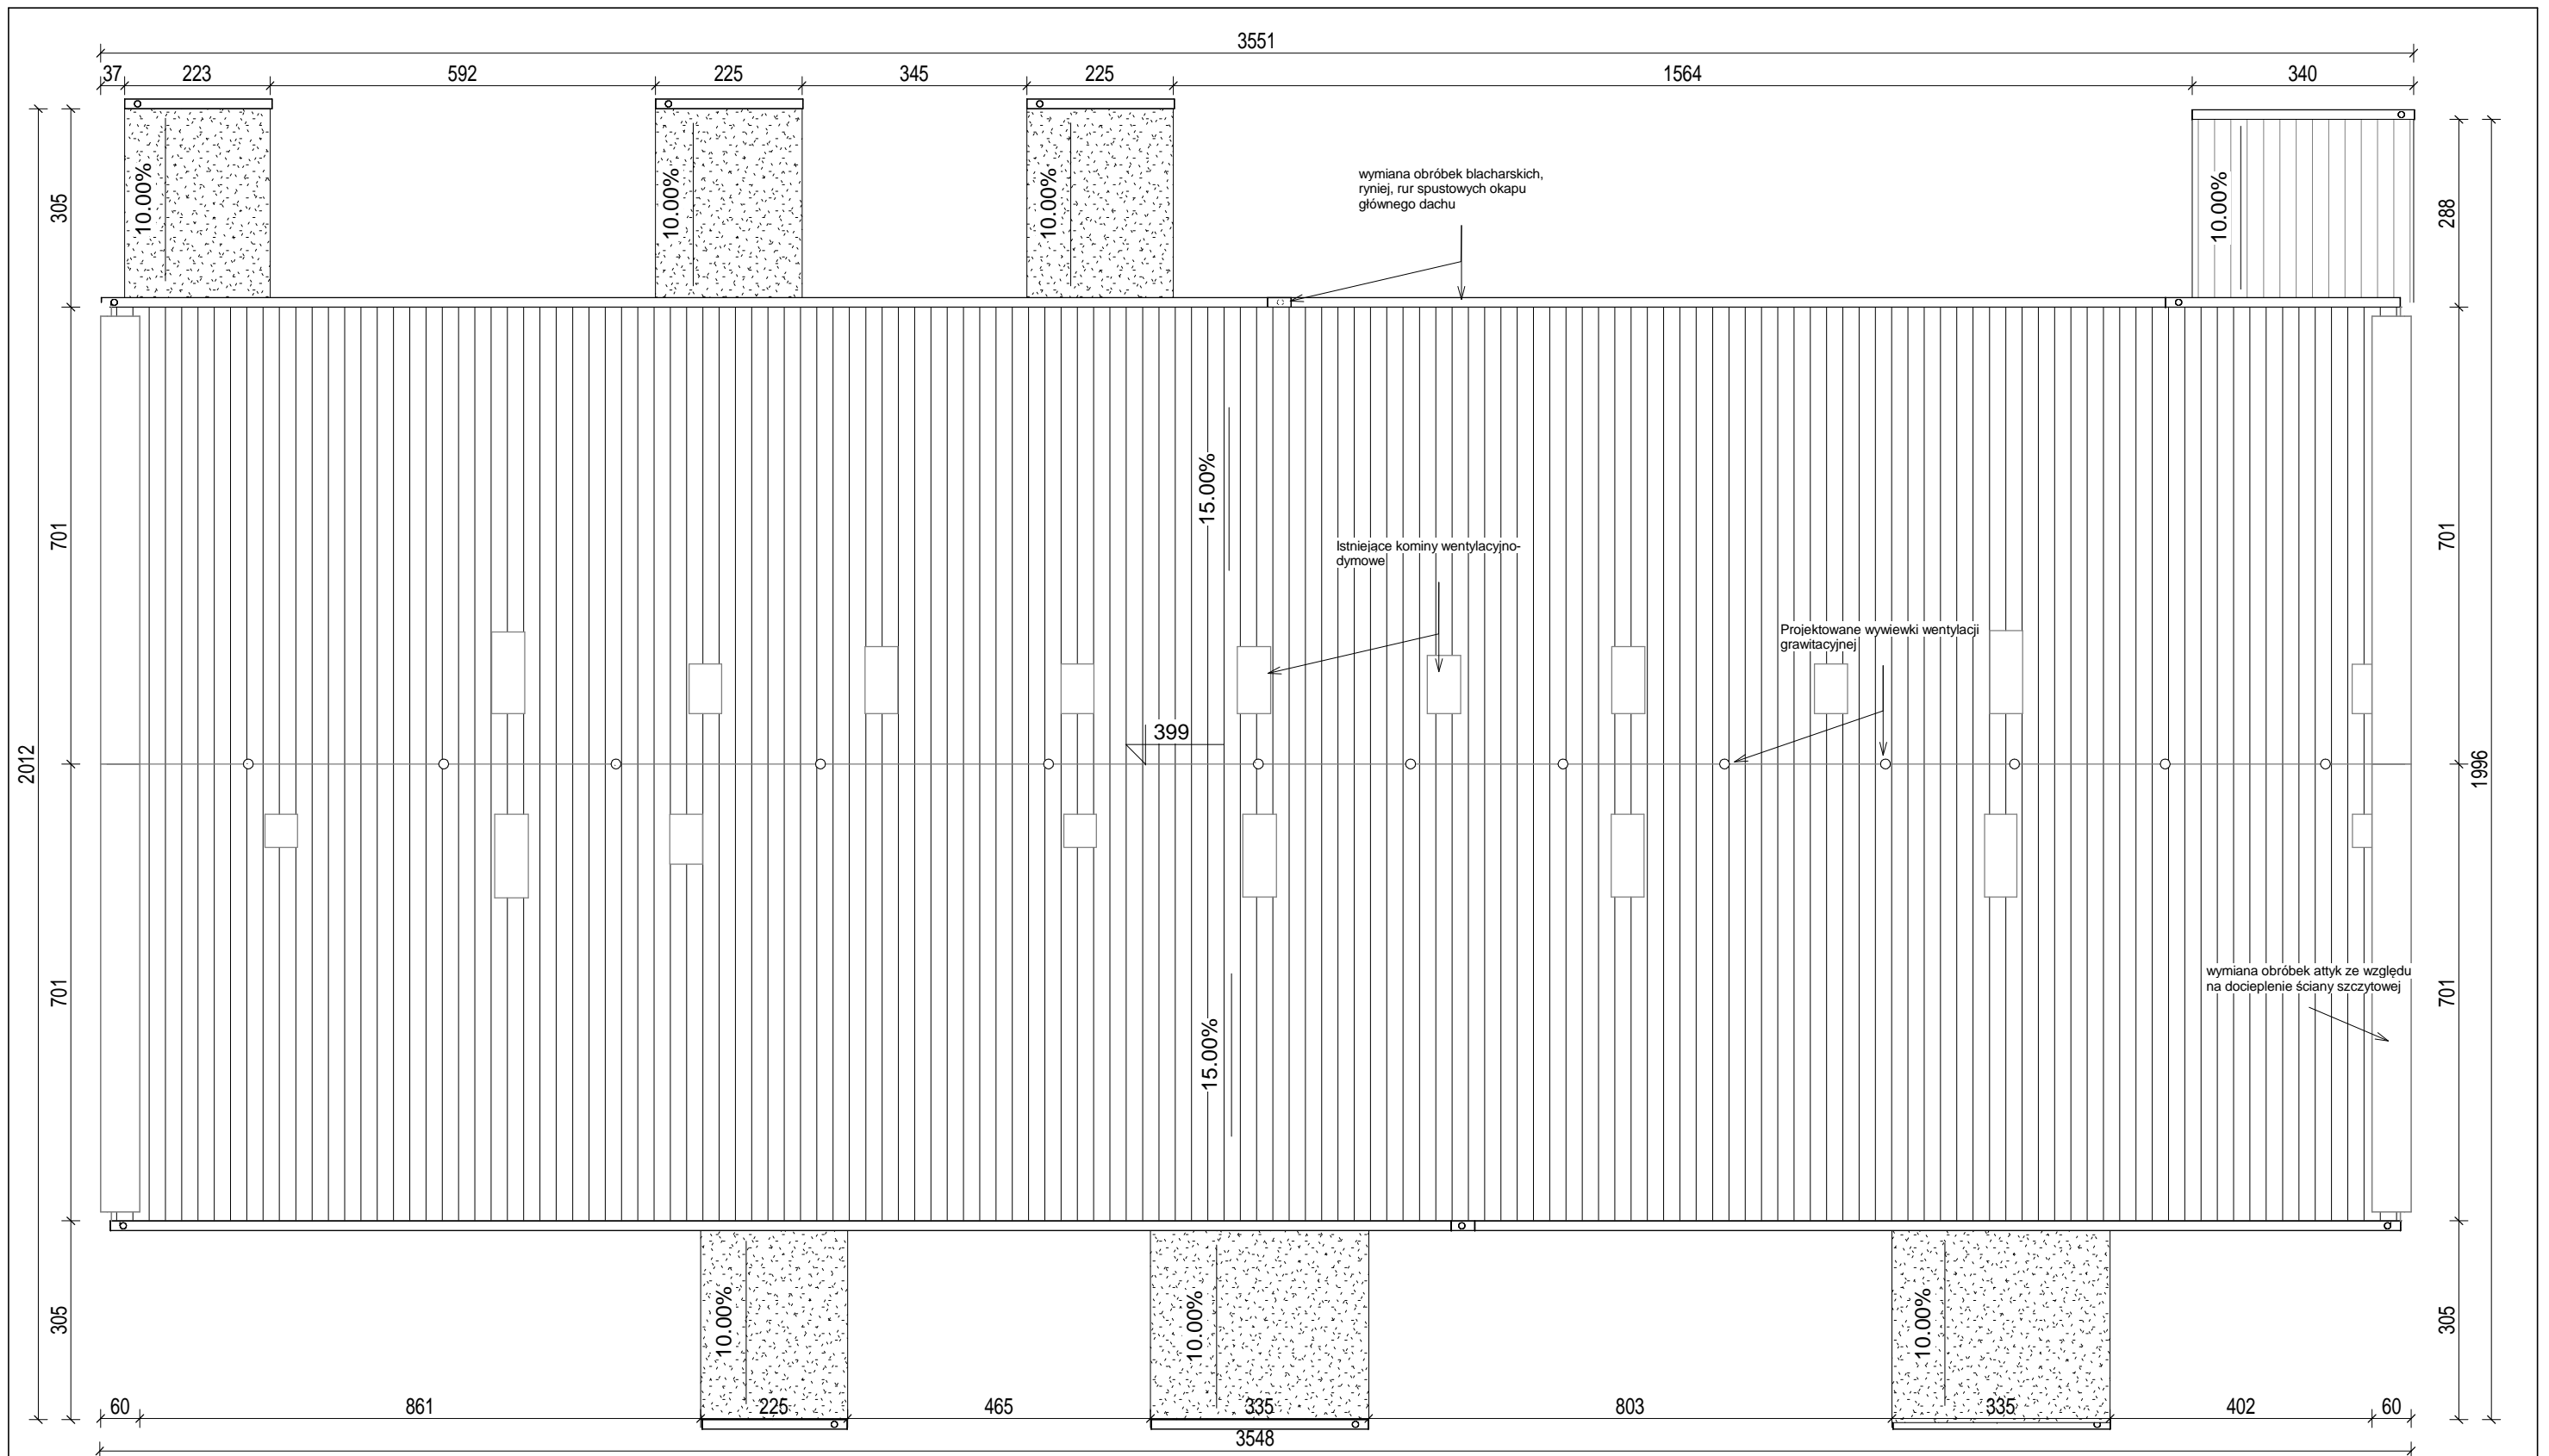 3551
37 223 592 225 345 225 1564 340
10.00% 10.00% 10.00% 10.00%
wymiana obróbek blacharskich,
ryniej, rur spustowych okapu
głównego dachu
305
288
701
15.00%
701
Istniejące kominy wentylacyjno-
dymowe
Projektowane wywiewki wentylacji
grawitacyjnej
399
2012
1996
wymiana obróbek attyk ze względu
na docieplenie ściany szczytowej
701
15.00%
701
305
10.00% 10.00% 10.00%
305
60 861 225 465 335 803 335 402 60
3548